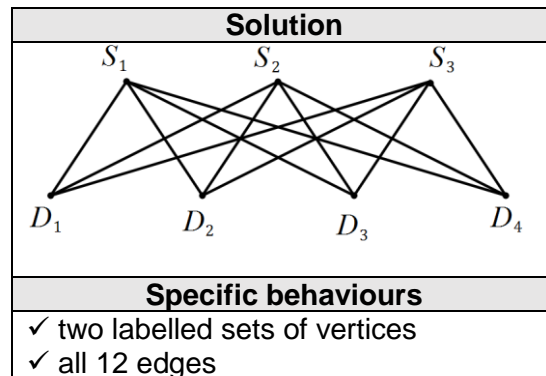 Solution
S₁ S₂ S₃
D₁ D₂ D₃ D₄
Specific behaviours
✓ two labelled sets of vertices
✓ all 12 edges